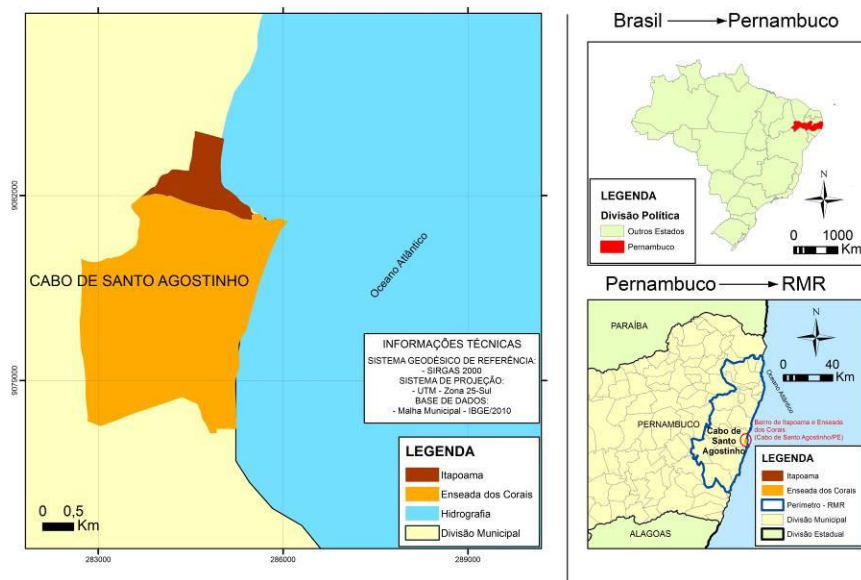 9082000
9079000
CABO DE SANTO AGOSTINHO
Oceano Atlântico
INFORMAÇÕES TÉCNICAS
SISTEMA GEODÉSICO DE REFERÊNCIA:
- SIRGAS 2000
SISTEMA DE PROJEÇÃO:
- UTM - Zona 25-Sul
BASE DE DADOS:
- Malha Municipal - IBGE/2010
LEGENDA
Itapoama
Enseada dos Corais
Hidrografia
Divisão Municipal
0 0,5
Km
283000 286000 289000
Brasil Pernambuco
LEGENDA
Divisão Política
Outros Estados
Pernambuco
N
0 1000
Km
Pernambuco RMR
PARAÍBA
N
0 40
Km
Oceano Atlântico
PERNAMBUCO
Cabo de
Santo
Agostinho
Bairro de Itapoama e Enseada
dos Corais
(Cabo de Santo Agostinho/PE)
LEGENDA
Itapoama
Enseada dos Corais
Perímetro - RMR
Divisão Municipal
Divisão Estadual
ALAGOAS